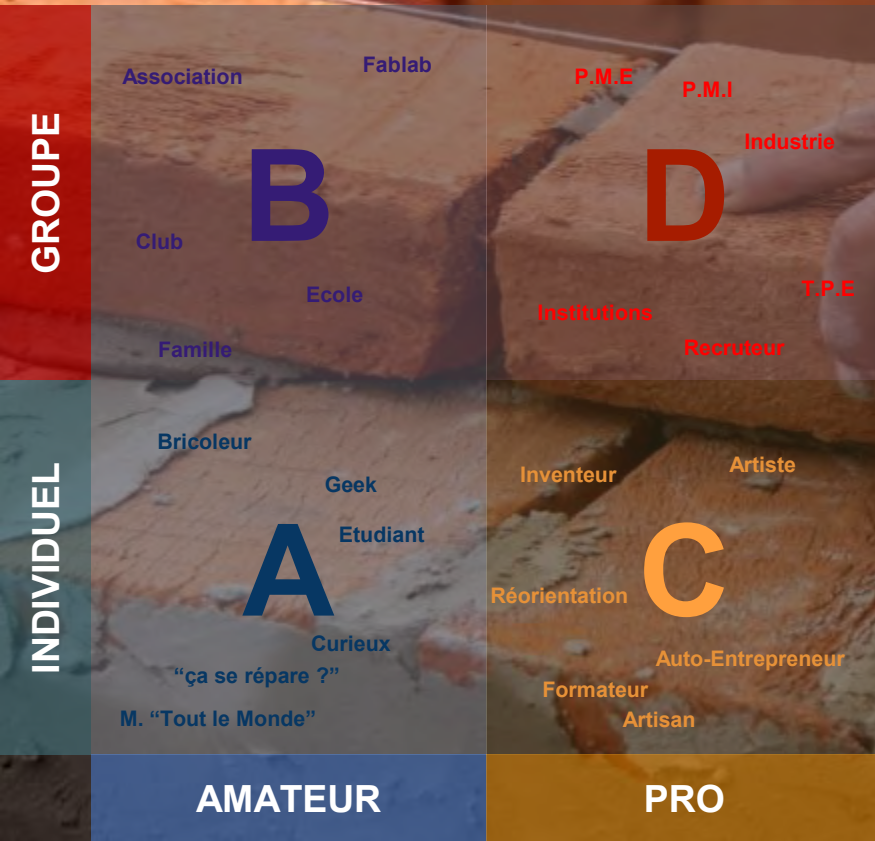 GROUPE
Association
Fablab
B
Club
Ecole
Famille
P.M.E
P.M.I
Industrie
D
T.P.E
Institutions
Recruteur
INDIVIDUEL
Bricoleur
Geek
Etudiant
A
Curieux
“ça se répare ?”
M. “Tout le Monde”
Inventeur
Artiste
C
Réorientation
Auto-Entrepreneur
Formateur
Artisan
AMATEUR
PRO